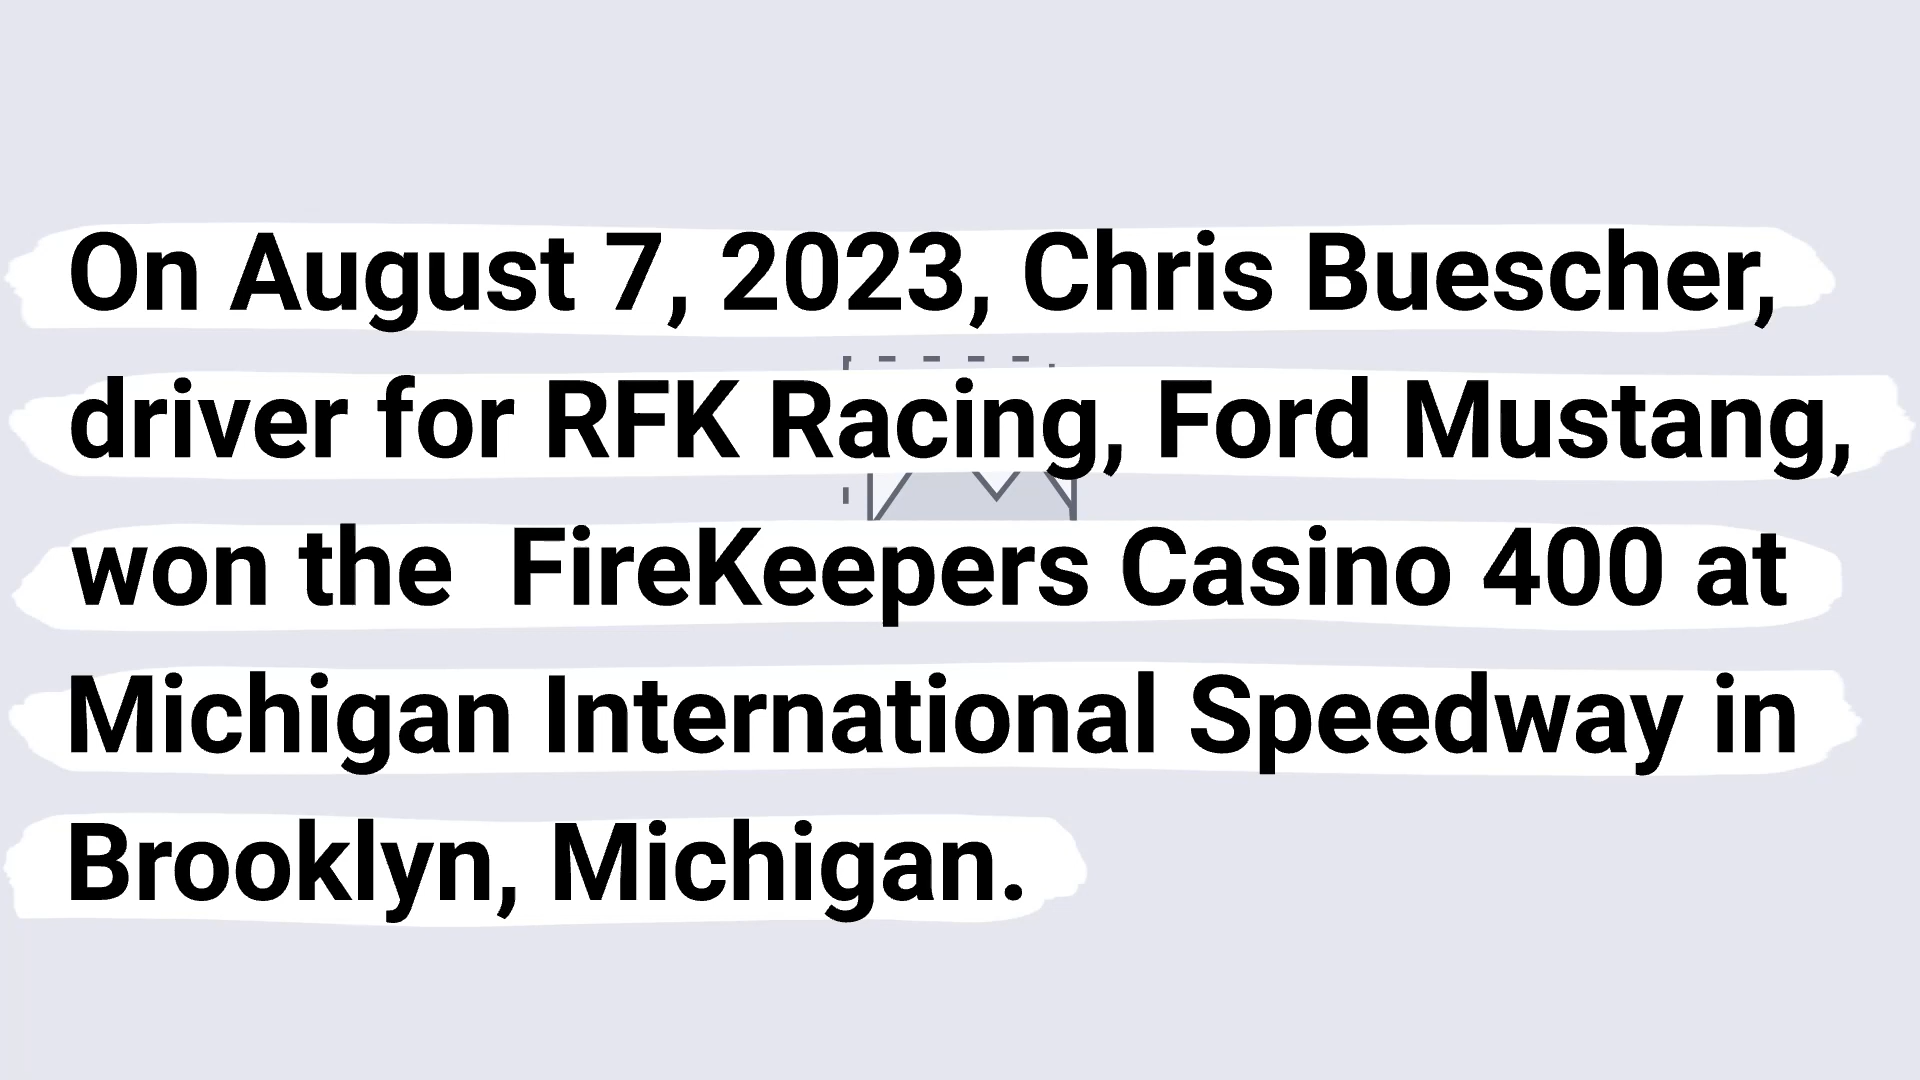 On August 7, 2023, Chris Buescher,
driver for RFK Racing, Ford Mustang,
won the  FireKeepers Casino 400 at
Michigan International Speedway in
Brooklyn, Michigan.